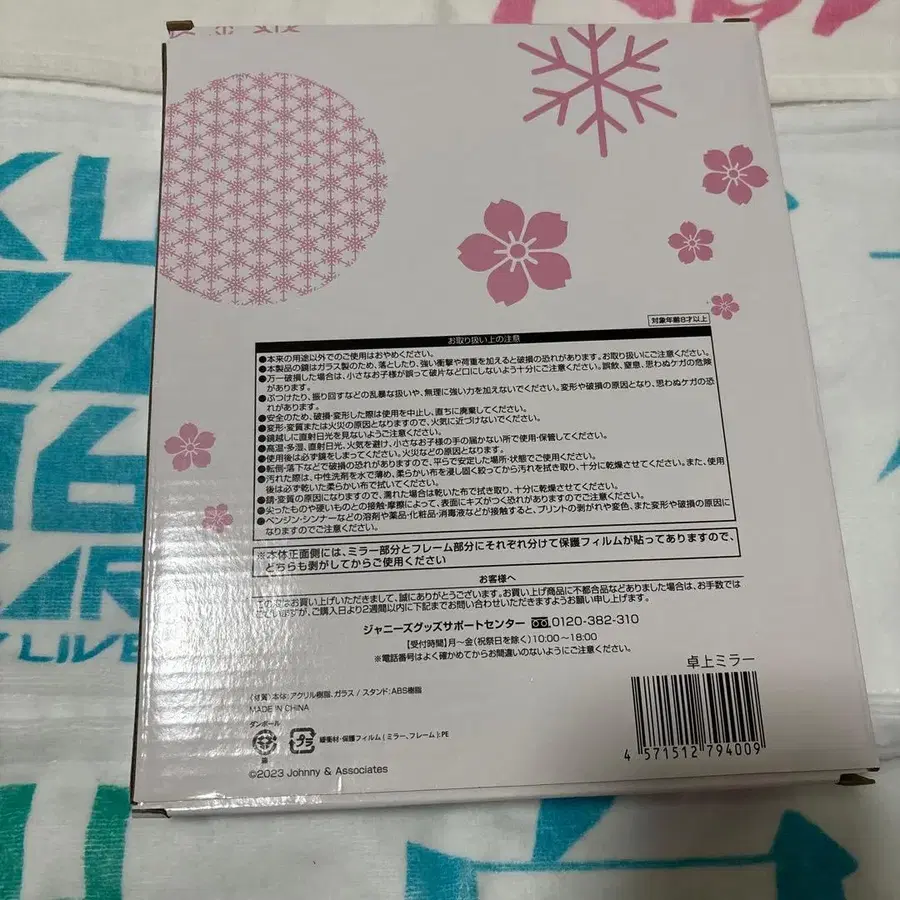 対象年齢8才以上
お取り扱い上の注意
●本来の用途以外でのご使用はおやめください。
●本製品の鏡はガラス製のため、落としたり、強い衝撃や荷重を加えると破損の恐れがあります。お取り扱いにご注意ください。
●万一破損した場合は、小さなお子様が誤って破片など口にしないよう十分にご注意ください。誤飲、窒息、思わぬケガの危険
があります。
●ぶつけたり、振り回すなどの乱暴な扱いや、無理に強い力を加えないでください。変形や破損の原因となり、思わぬケガの恐
れがあります。
●安全のため、破損・変形した際は使用を中止し、直ちに廃棄してください。
●変形・変質または火災の原因となりますので、火気に近づけないでください。
●鏡越しに直射日光を見ないようご注意ください。
●高温・多湿、直射日光、火気を避け、小さなお子様の手の届かない所で使用・保管してください。
●使用後は必ず鏡をしまってください。火災などの原因となります。
●転倒・落下などで破損の恐れがありますので、平らで安定した場所・状態でご使用ください。
●汚れた際は、中性洗剤を水で薄め、柔らかい布を浸し固く絞ってから汚れを拭き取り、十分に乾燥させてください。また、使用
後は必ず乾いた柔らかい布で拭いてください。
●錆・変質の原因になりますので、濡れた場合は乾いた布で拭き取り、十分に乾燥させてください。
●尖ったものや硬いものとの接触・摩擦によって、表面にキズがつく恐れがありますのでご注意ください。
●ベンジン・シンナーなどの溶剤や薬品・化粧品・消毒液などが接触すると、プリントの剥がれや変色、また変形や破損の原因に
なりますのでご注意ください。
※本体正面側には、ミラー部分とフレーム部分にそれぞれ分けて保護フィルムが貼ってありますので、
どちらも剥がしてからご使用ください
お客様へ
この度はお買い上げいただきまして、誠にありがとうございます。お買い上げ商品に不都合品などありました場合は、お手数では
ございますが、ご購入日より2週間以内に下記までお問い合わせいただきますようお願い申し上げます。
ジャニーズグッズサポートセンター 0120-382-310
【受付時間】月〜金(祝祭日を除く)10:00〜18:00
※電話番号はよく確かめてからお間違いのないようにご注意ください。
卓上ミラー
〈材質〉本体:アクリル樹脂、ガラス / スタンド:ABS樹脂
MADE IN CHINA
ダンボール
箱
プラ
緩衝材・保護フィルム(ミラー、フレーム):PE
©2023 Johnny & Associates
4 571512 794009
LIVE